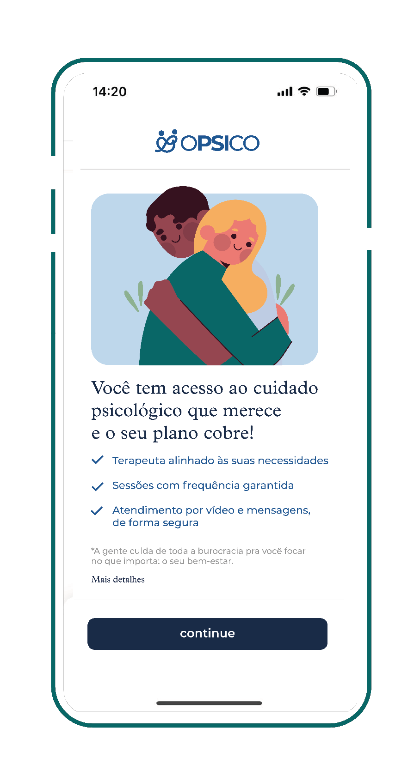 14:20
OPSICO
Você tem acesso ao cuidado
psicológico que merece
e o seu plano cobre!
Terapeuta alinhado às suas necessidades
Sessões com frequência garantida
Atendimento por vídeo e mensagens,
de forma segura
*A gente cuida de toda a burocracia pra você focar
no que importa: o seu bem-estar.
Mais detalhes
continue